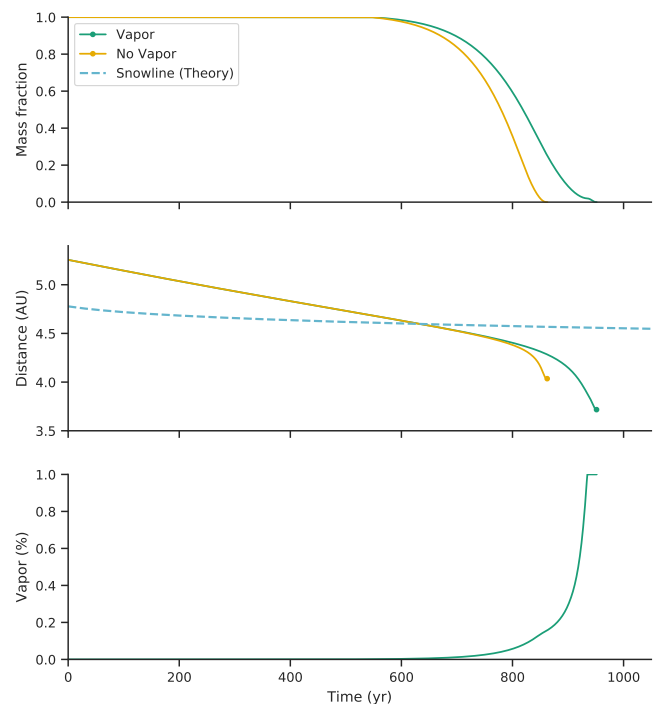 1.0
0.8
0.6
0.4
0.2
0.0
Mass fraction
Vapor
No Vapor
Snowline (Theory)
5.0
4.5
4.0
3.5
Distance (AU)
1.0
0.8
0.6
0.4
0.2
0.0
Vapor (%)
0 200 400 600 800 1000
Time (yr)